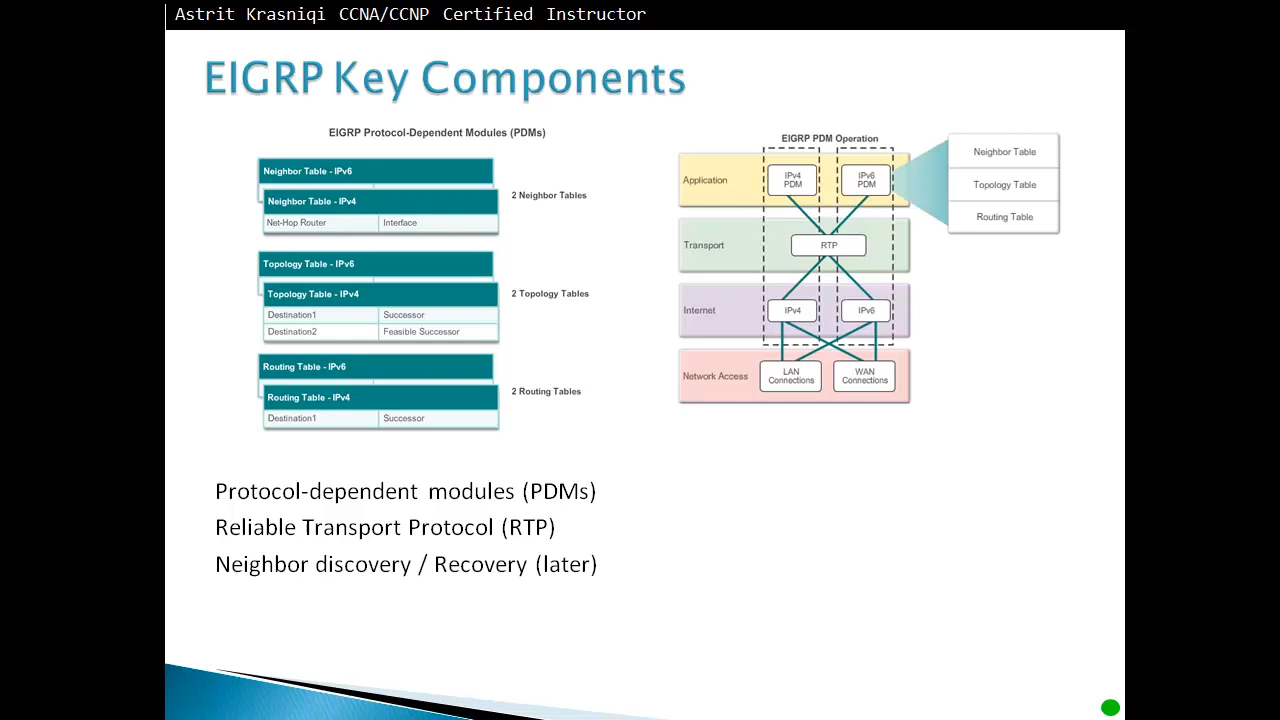 Astrit Krasniqi CCNA/CCNP Certified Instructor
EIGRP Key Components
EIGRP Protocol-Dependent Modules (PDMs)
Neighbor Table - IPv6
Neighbor Table - IPv4
Net-Hop Router Interface
2 Neighbor Tables
Topology Table - IPv6
Topology Table - IPv4
Destination1 Successor
Destination2 Feasible Successor
2 Topology Tables
Routing Table - IPv6
Routing Table - IPv4
Destination1 Successor
2 Routing Tables
EIGRP PDM Operation
Application
IPv4
PDM
IPv6
PDM
Neighbor Table
Topology Table
Routing Table
Transport
RTP
Internet
IPv4
IPv6
Network Access
LAN
Connections
WAN
Connections
Protocol-dependent modules (PDMs)
Reliable Transport Protocol (RTP)
Neighbor discovery / Recovery (later)